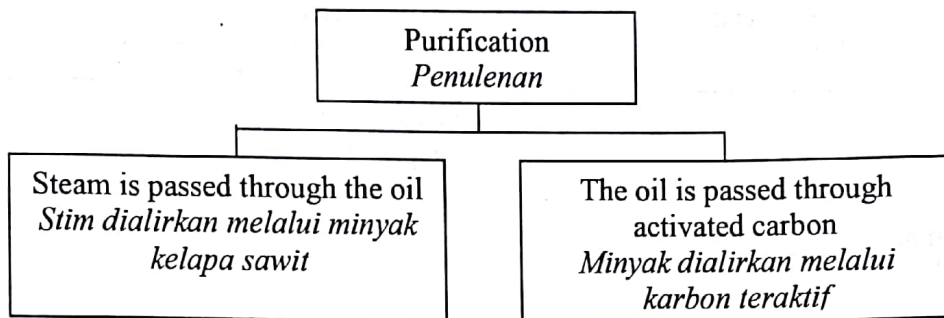 Purification
Penulenan
Steam is passed through the oil
Stim dialirkan melalui minyak
kelapa sawit
The oil is passed through
activated carbon
Minyak dialirkan melalui
karbon teraktif